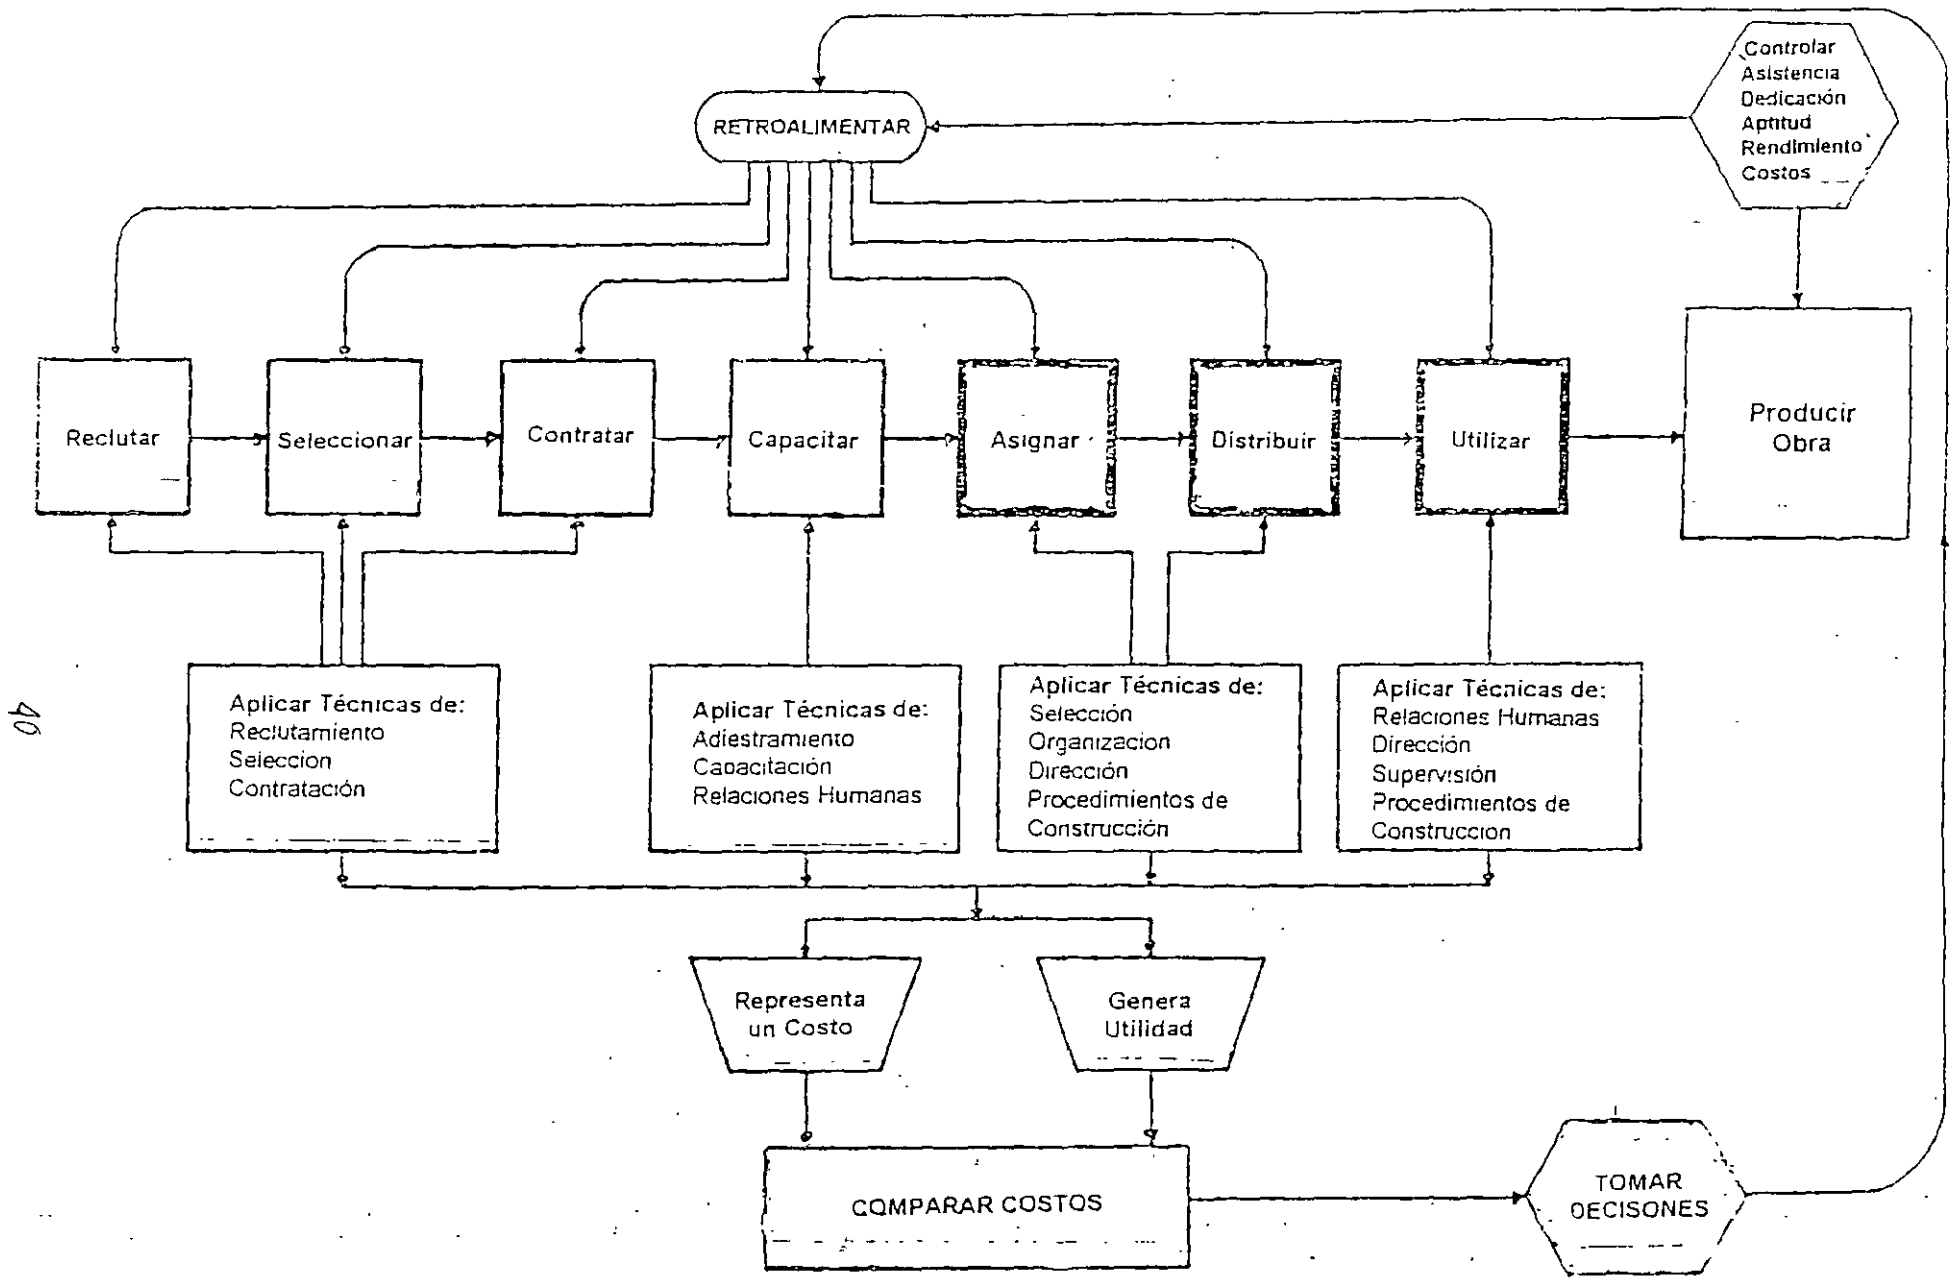 Controlar
Asistencia
Dedicación
Aptitud
Rendimiento
Costos
RETROALIMENTAR
Reclutar
Seleccionar
Contratar
Capacitar
Asignar
Distribuir
Utilizar
Producir
Obra
Aplicar Técnicas de:
Reclutamiento
Seleccion
Contratación
Aplicar Técnicas de:
Adiestramiento
Capacitación
Relaciones Humanas
Aplicar Técnicas de:
Selección
Organizacion
Dirección
Procedimientos de
Construcción
Aplicar Técnicas de:
Relaciones Humanas
Dirección
Supervisión
Procedimientos de
Construccion
40
Representa
un Costo
Genera
Utilidad
COMPARAR COSTOS
TOMAR
DECISONES